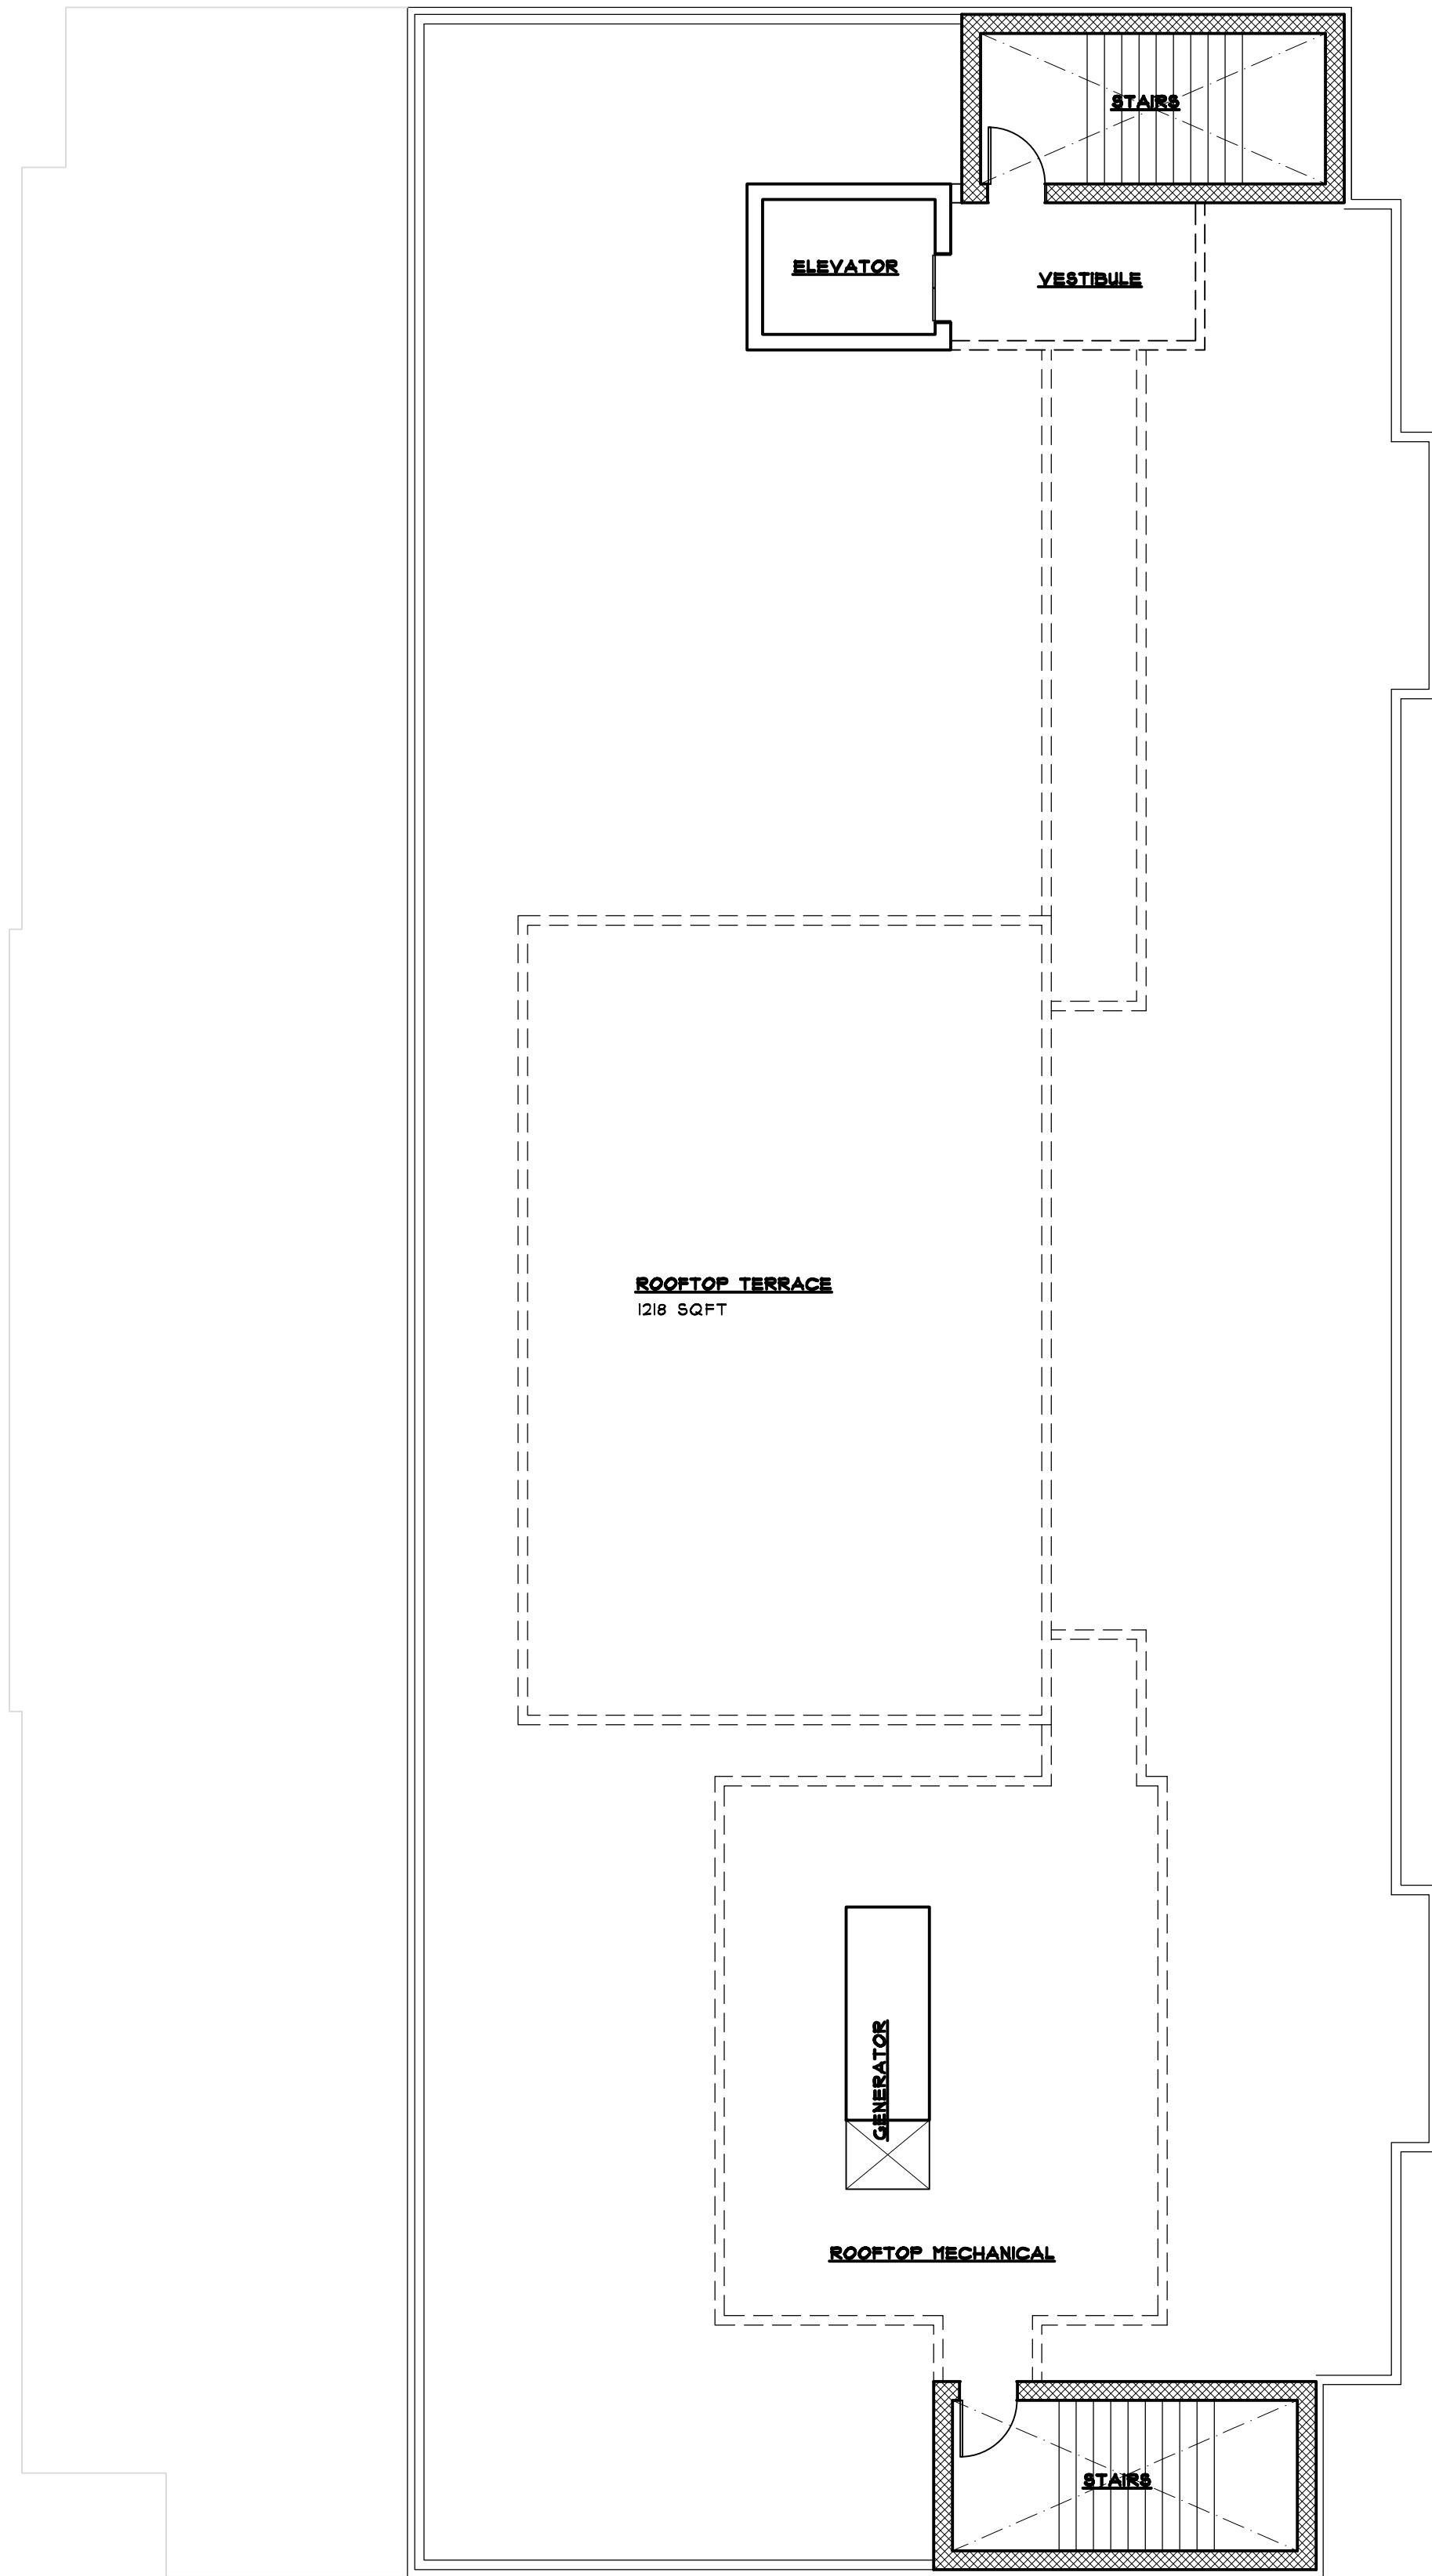 STAIRS
ELEVATOR
VESTIBULE
ROOFTOP TERRACE
1218 SQFT
GENERATOR
ROOFTOP MECHANICAL
STAIRS